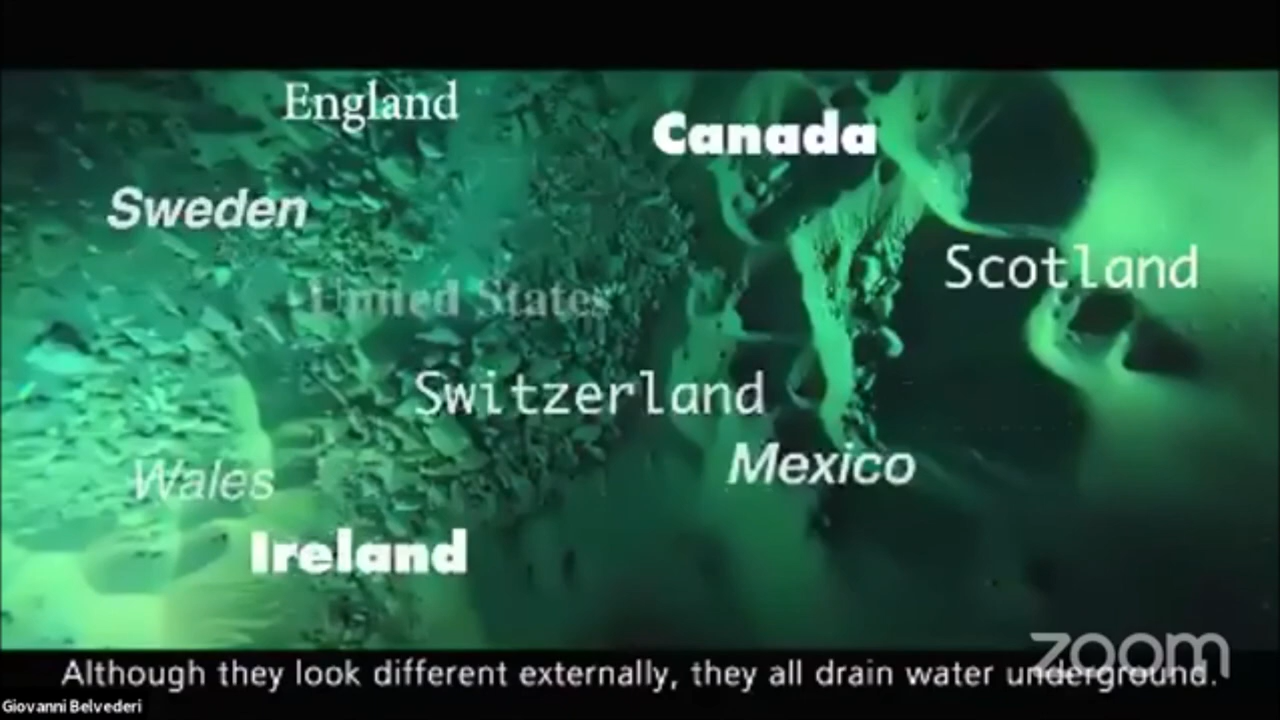 England
Canada
Sweden
Scotland
United States
Switzerland
Mexico
Wales
Ireland
zoom
Although they look different externally, they all drain water underground.
Giovanni Belvederi